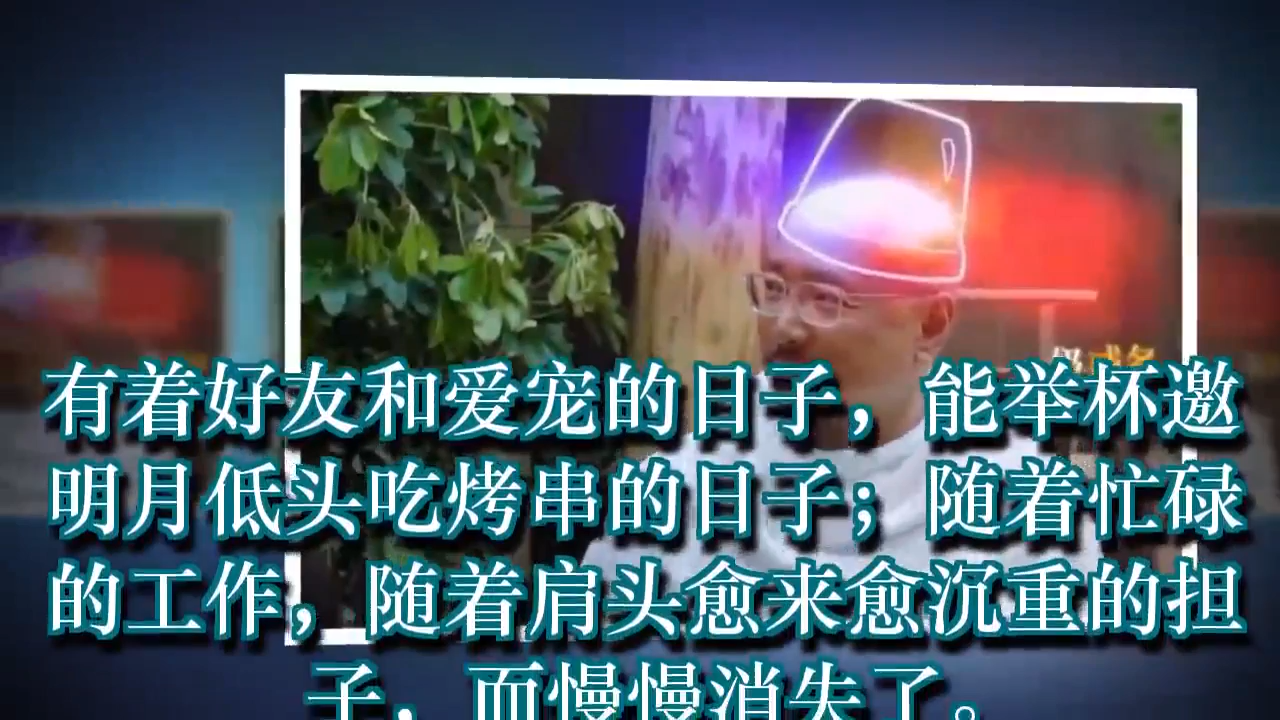 成名
有着好友和爱宠的日子，能举杯邀
明月低头吃烤串的日子；随着忙碌
的工作，随着肩头愈来愈沉重的担
子，而慢慢消失了。